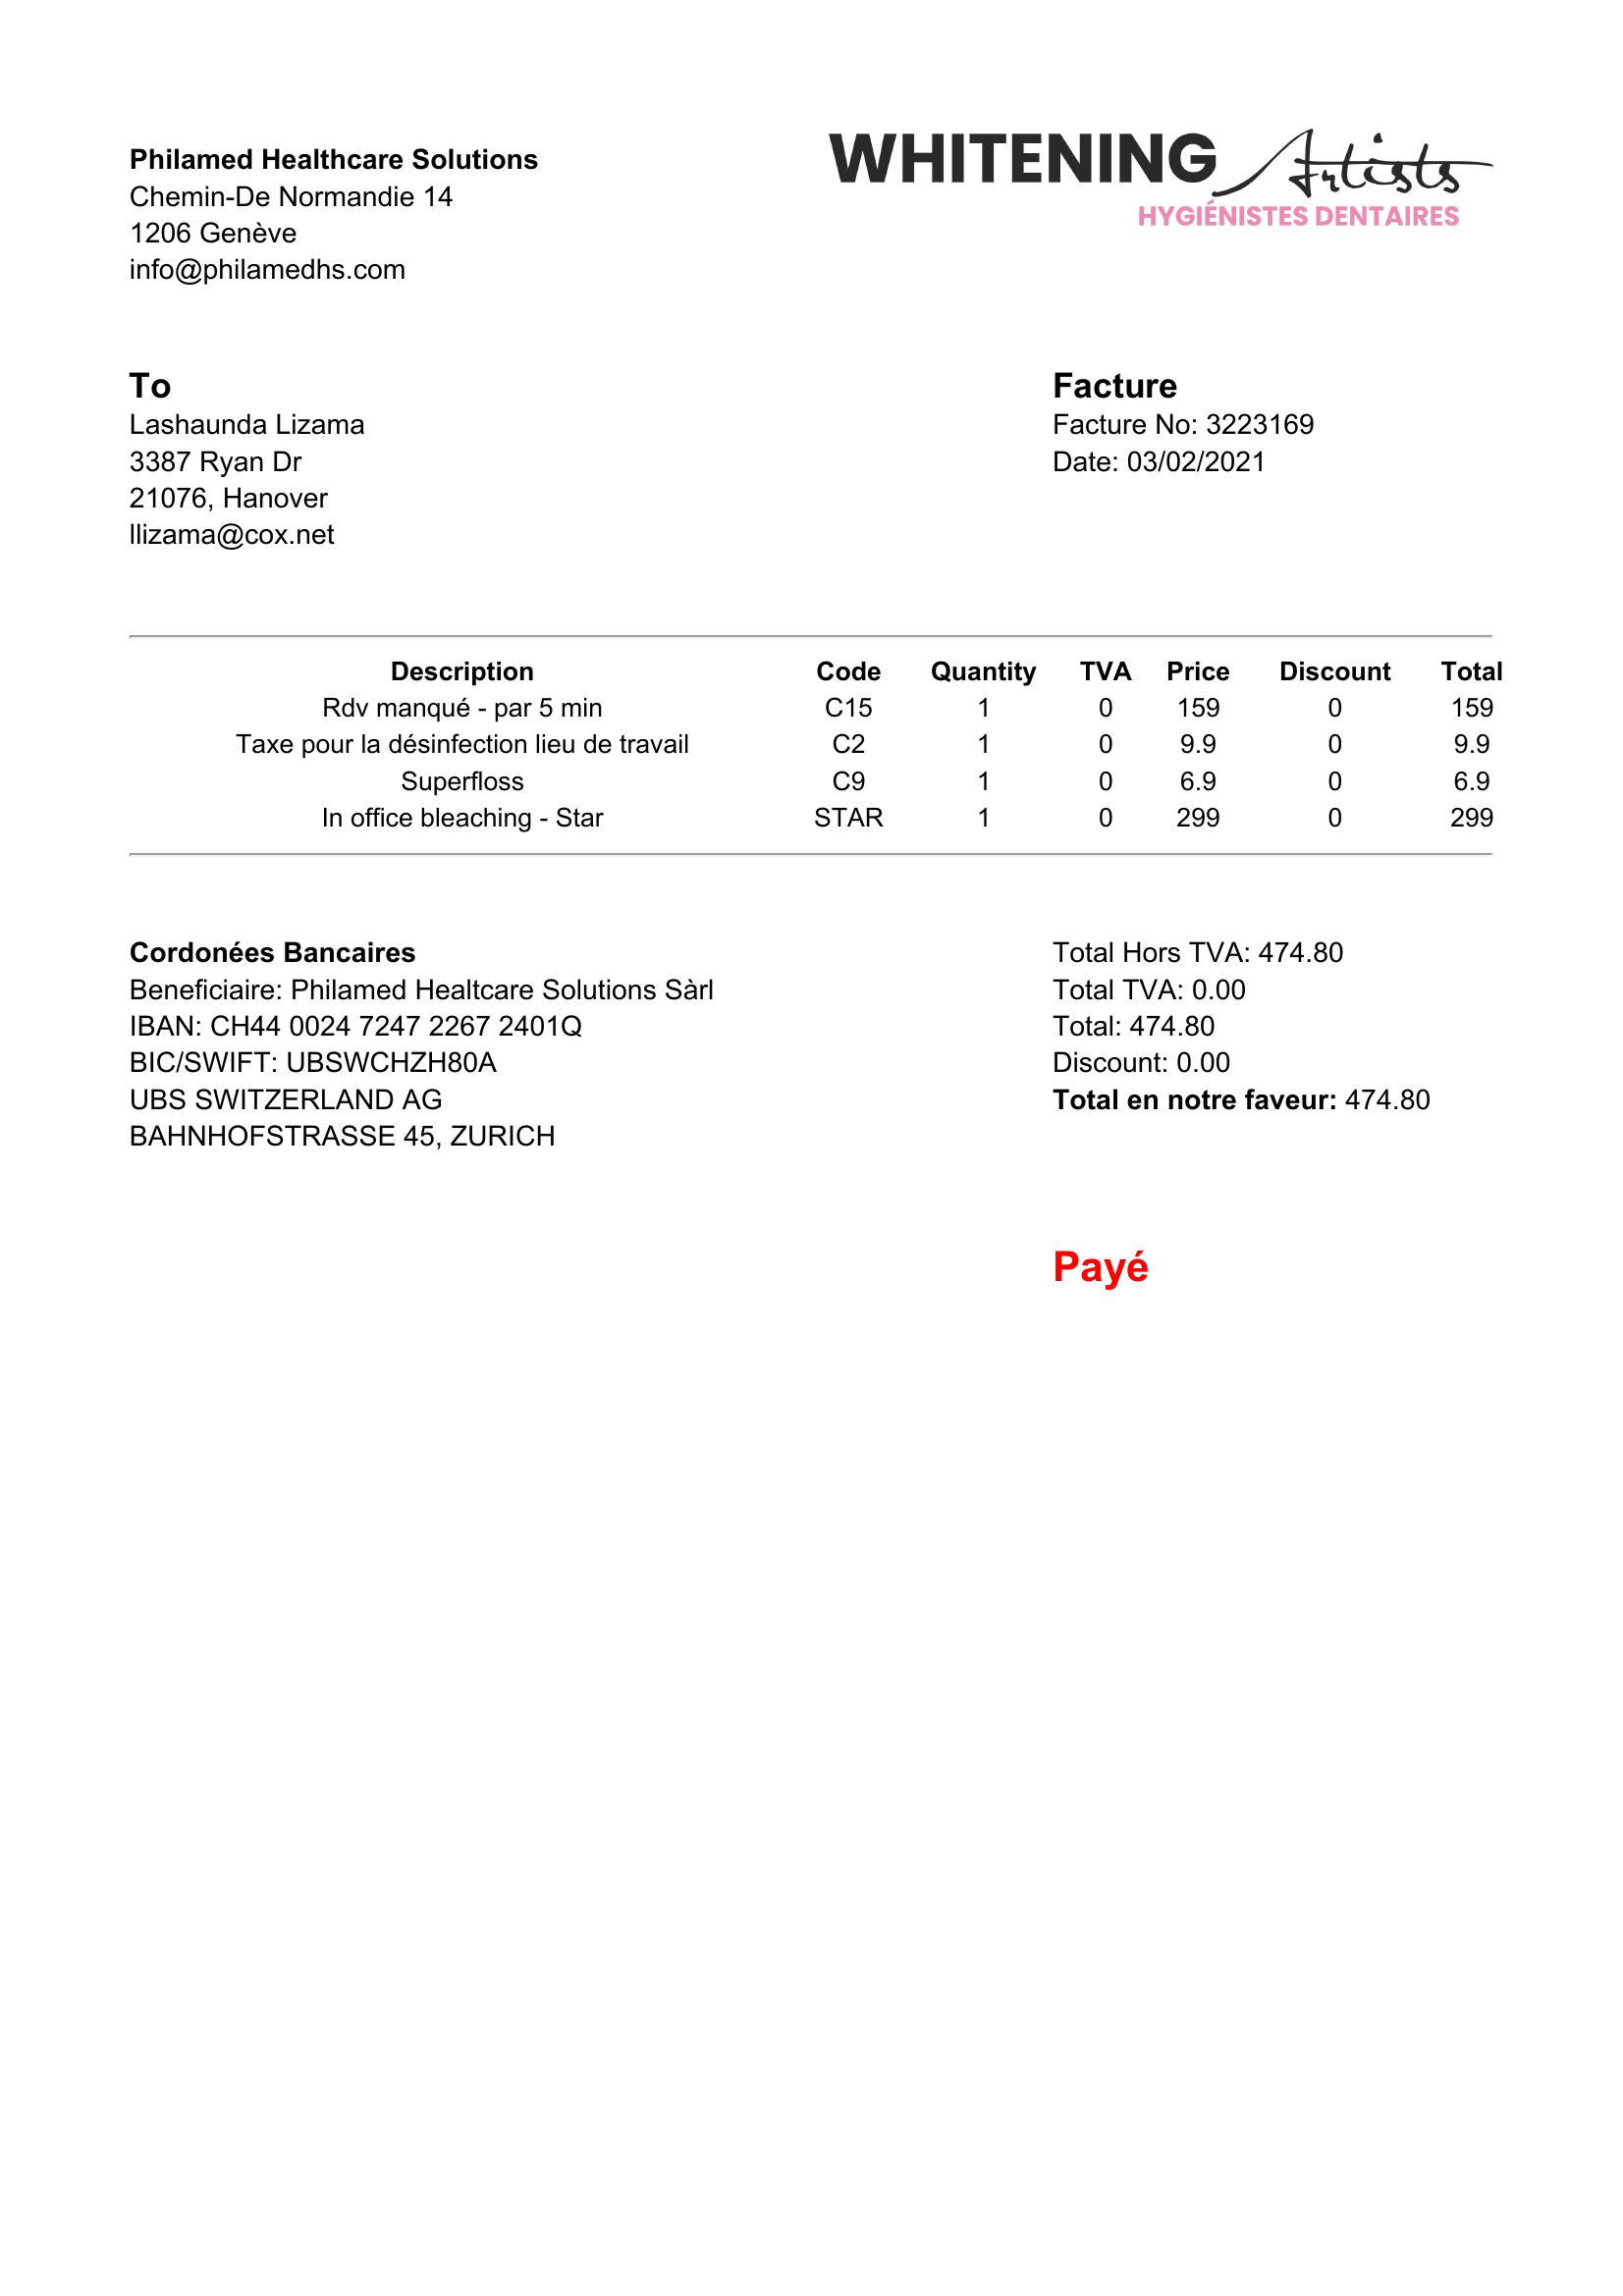 Philamed Healthcare Solutions
Chemin-De Normandie 14
1206 Genève
info@philamedhs.com
WHITENING Artists
HYGIÉNISTES DENTAIRES
To
Lashaunda Lizama
3387 Ryan Dr
21076, Hanover
llizama@cox.net
Facture
Facture No: 3223169
Date: 03/02/2021
Description Code Quantity TVA Price Discount Total
Rdv manqué - par 5 min C15 1 0 159 0 159
Taxe pour la désinfection lieu de travail C2 1 0 9.9 0 9.9
Superfloss C9 1 0 6.9 0 6.9
In office bleaching - Star STAR 1 0 299 0 299
Cordonées Bancaires
Beneficiaire: Philamed Healtcare Solutions Sàrl
IBAN: CH44 0024 7247 2267 2401Q
BIC/SWIFT: UBSWCHZH80A
UBS SWITZERLAND AG
BAHNHOFSTRASSE 45, ZURICH
Total Hors TVA: 474.80
Total TVA: 0.00
Total: 474.80
Discount: 0.00
Total en notre faveur: 474.80
Payé